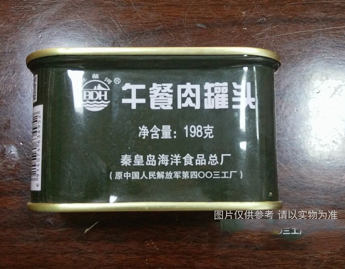 BDH®
午餐肉罐头
净含量：198克
秦皇岛海洋食品总厂
（原中国人民解放军第四〇〇三工厂）
图片仅供参考 请以实物为准